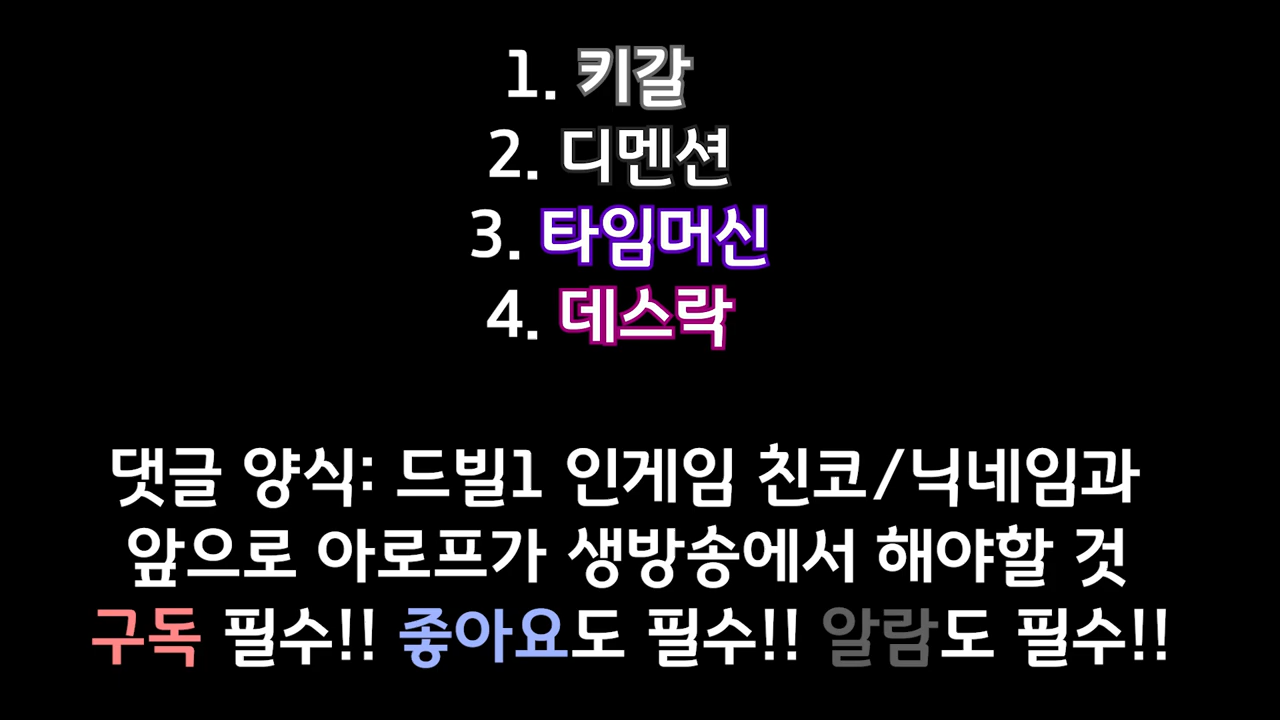 1. 키갈
2. 디멘션
3. 타임머신
4. 데스락
댓글 양식: 드빌1 인게임 친코/닉네임과
앞으로 아로프가 생방송에서 해야할 것
구독 필수!! 좋아요도 필수!! 알람도 필수!!